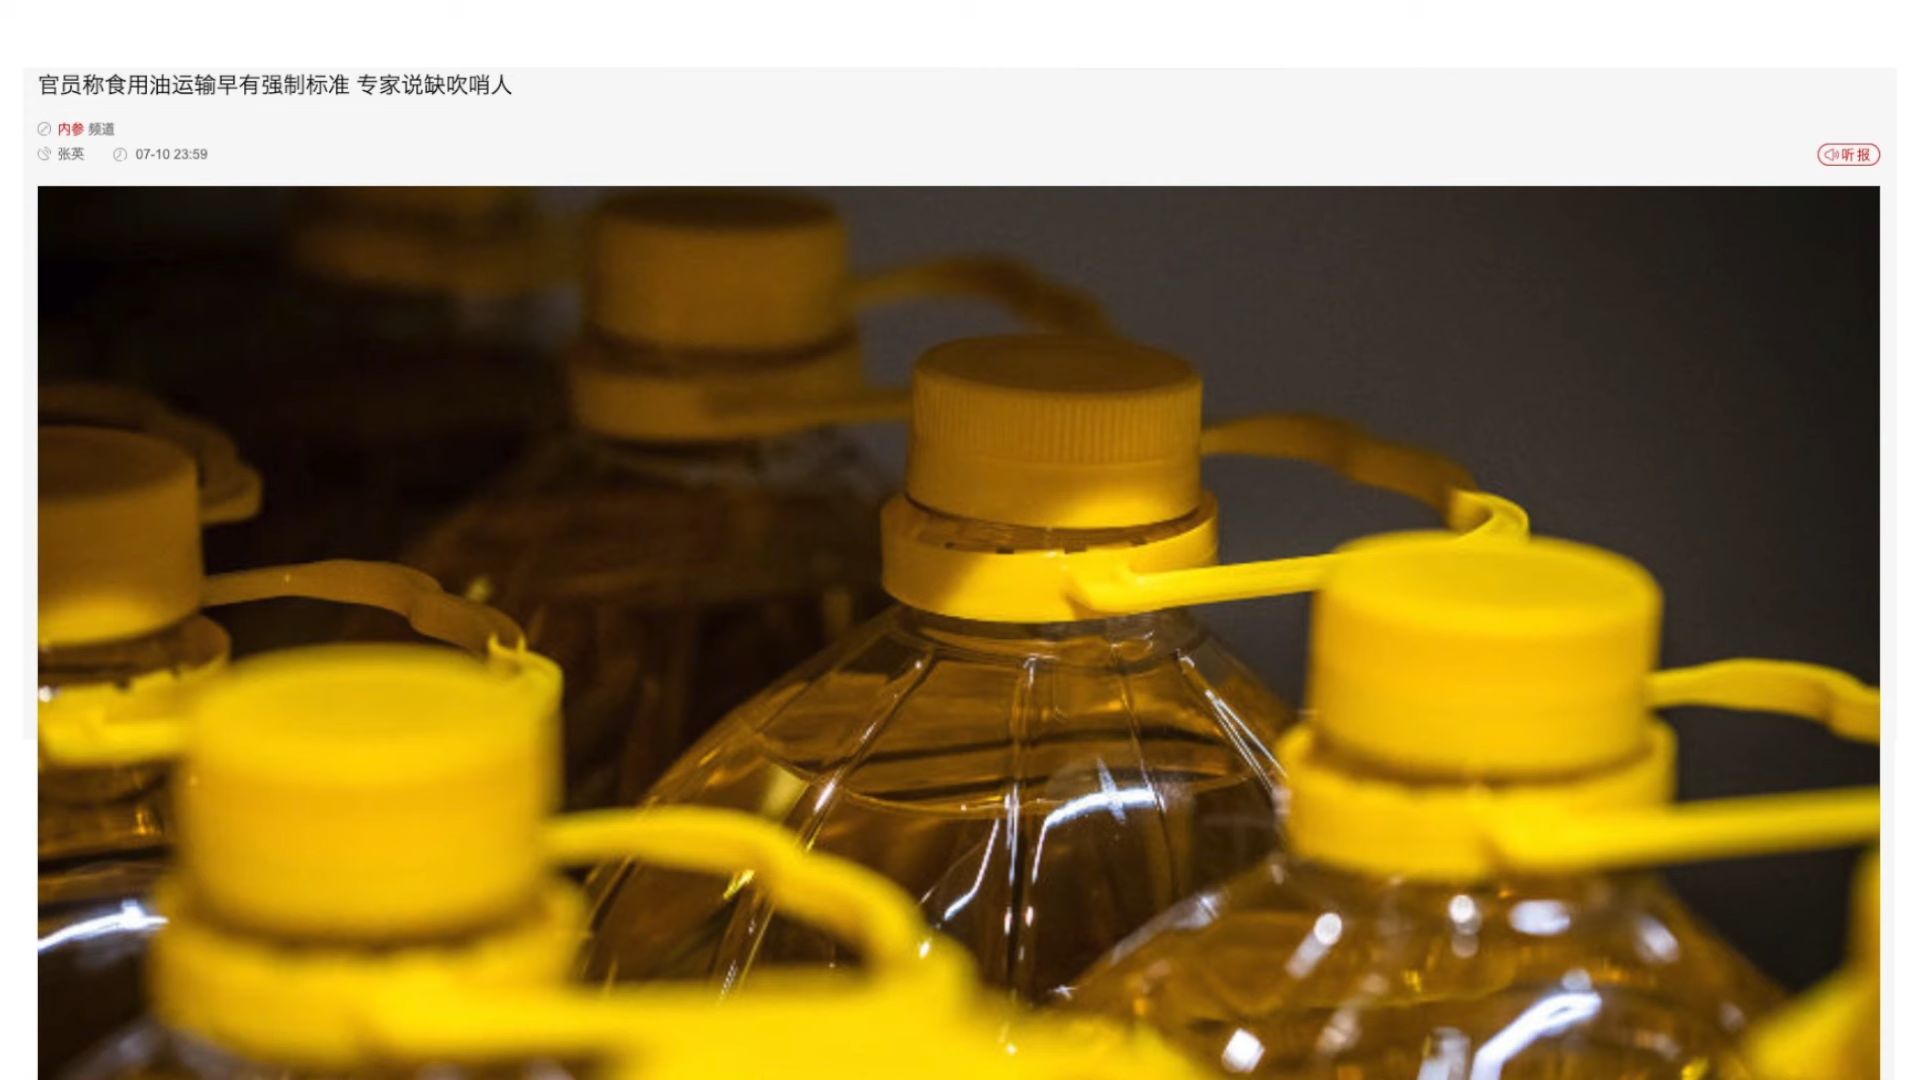 官员称食用油运输早有强制标准 专家说缺吹哨人
内参 频道
张英 07-10 23:59
听报